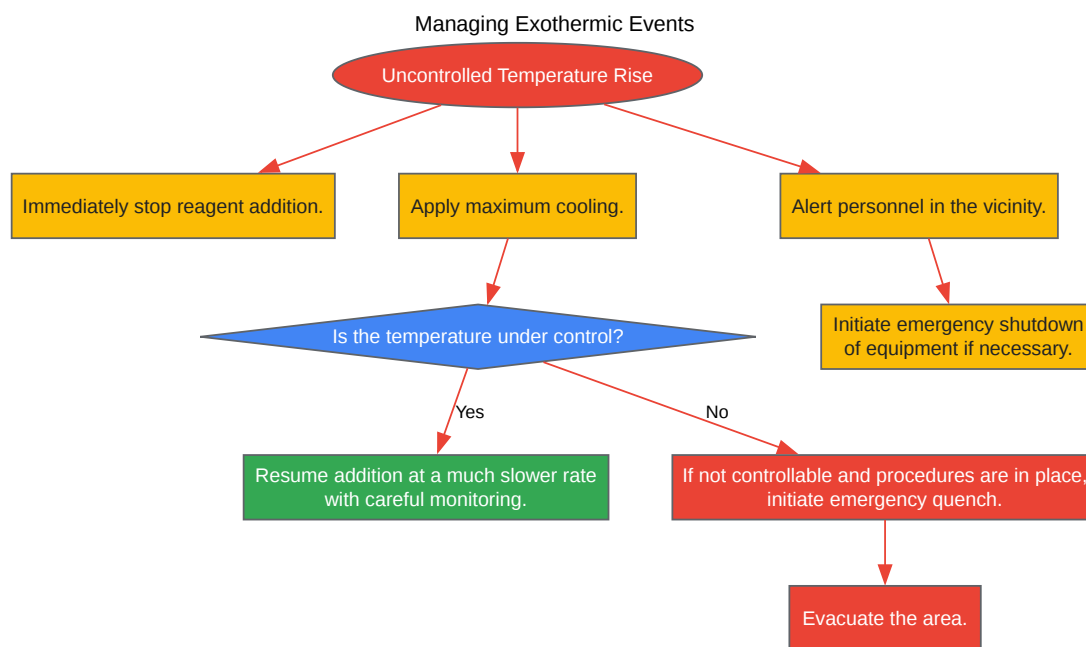 Managing Exothermic Events
Uncontrolled Temperature Rise
Immediately stop reagent addition.
Apply maximum cooling.
Alert personnel in the vicinity.
Is the temperature under control?
Initiate emergency shutdown
of equipment if necessary.
Yes
No
Resume addition at a much slower rate
with careful monitoring.
If not controllable and procedures are in place,
initiate emergency quench.
Evacuate the area.